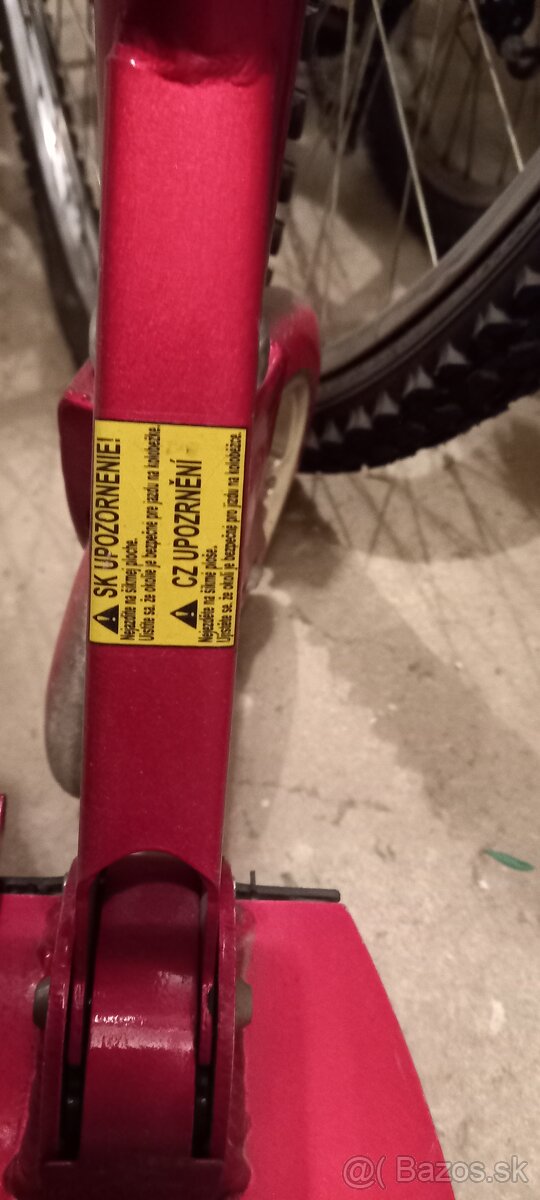 SK UPOZORNENIE!
Nejazdite na šikmej ploche.
Uistite sa, že okolie je bezpečné pre jazdu na kolobežke.
CZ UPOZRNĚNÍ
Nejezděte na šikmé ploše.
Ujistěte se, že okolí je bezpečné pro jízdu na koloběžce.
@( Bazos.sk